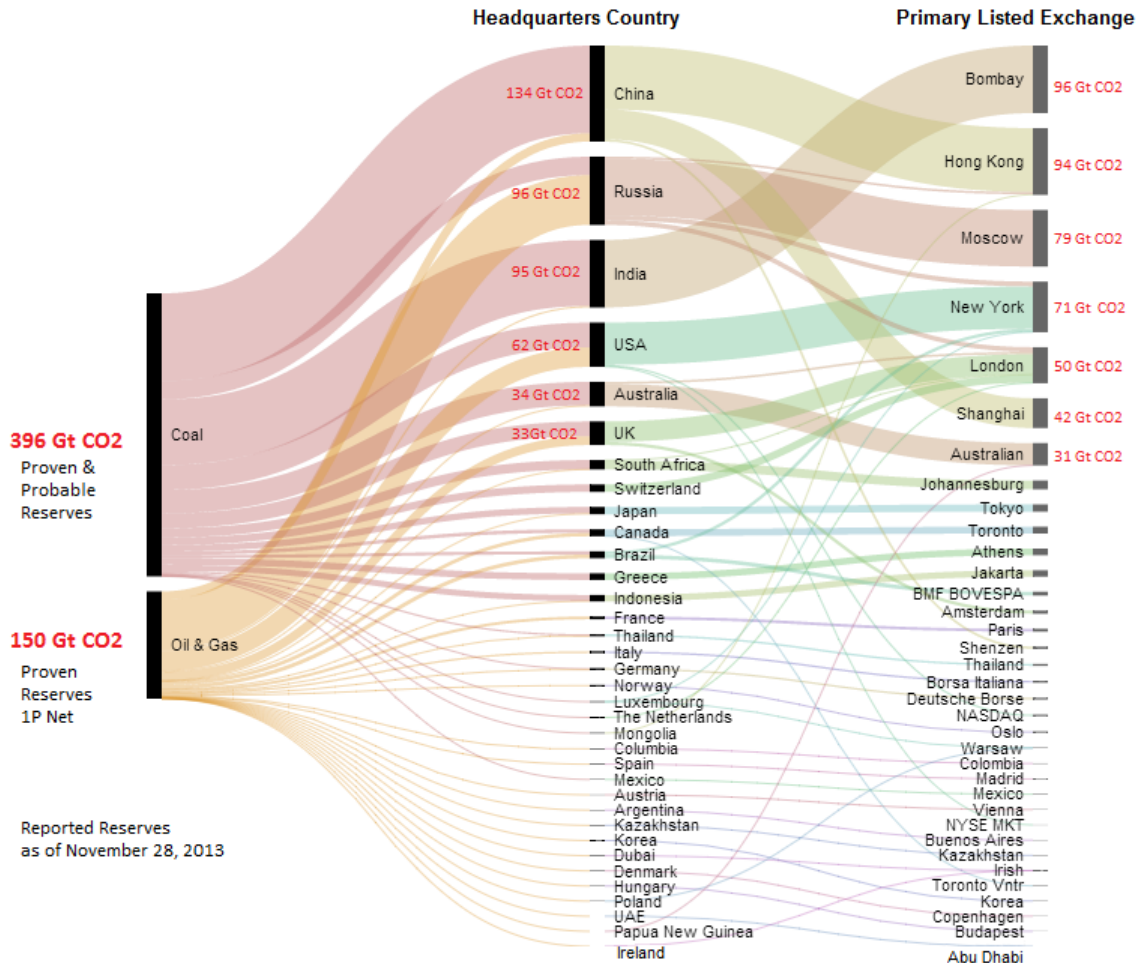 Headquarters Country
Primary Listed Exchange
396 Gt CO2
Proven &
Probable
Reserves
150 Gt CO2
Proven
Reserves
1P Net
Reported Reserves
as of November 28, 2013
Coal
Oil & Gas
134 Gt CO2
China
96 Gt CO2
Russia
95 Gt CO2
India
62 Gt CO2
USA
34 Gt CO2
Australia
33Gt CO2
UK
South Africa
Switzerland
Japan
Canada
Brazil
Greece
Indonesia
France
Thailand
Italy
Germany
Norway
Luxembourg
The Netherlands
Mongolia
Columbia
Spain
Mexico
Austria
Argentina
Kazakhstan
Korea
Dubai
Denmark
Hungary
Poland
UAE
Papua New Guinea
Ireland
Bombay
96 Gt CO2
Hong Kong
94 Gt CO2
Moscow
79 Gt CO2
New York
71 Gt CO2
London
50 Gt CO2
Shanghai
42 Gt CO2
Australian
31 Gt CO2
Johannesburg
Tokyo
Toronto
Athens
Jakarta
BMF BOVESPA
Amsterdam
Paris
Shenzen
Thailand
Borsa Italiana
Deutsche Borse
NASDAQ
Oslo
Warsaw
Colombia
Madrid
Mexico
Vienna
NYSE MKT
Buenos Aires
Kazakhstan
Irish
Toronto Vntr
Korea
Copenhagen
Budapest
Abu Dhabi